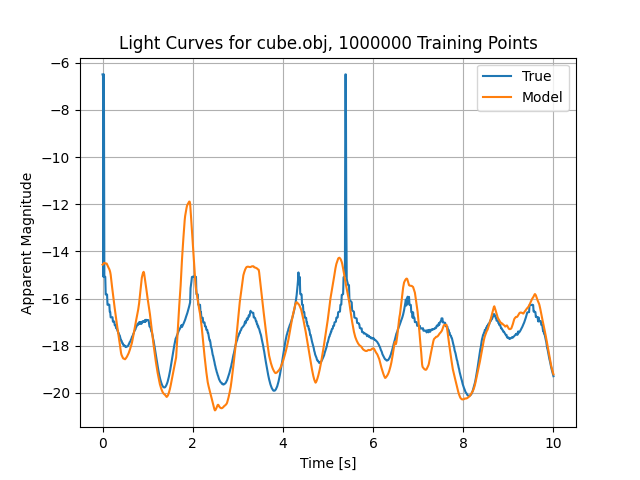 Light Curves for cube.obj, 1000000 Training Points
True
Model
Apparent Magnitude
−6
−8
−10
−12
−14
−16
−18
−20
0
2
4
6
8
10
Time [s]